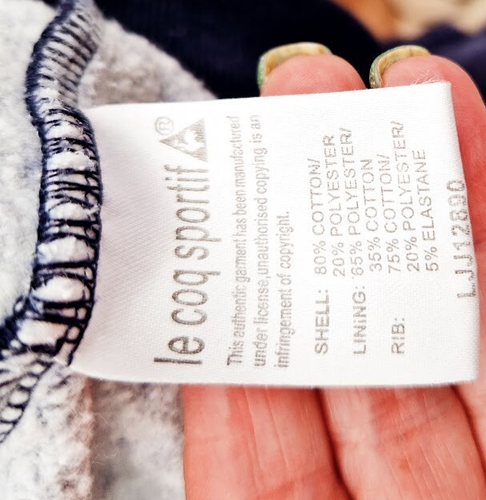 le coq sportif ®
This authentic garment has been manufactured
under license, unauthorised copying is an
infringement of copyright.
SHELL: 80% COTTON/
20% POLYESTER
LINING: 65% POLYESTER/
35% COTTON
RIB: 75% COTTON/
20% POLYESTER
5% ELASTANE
LJJ12890